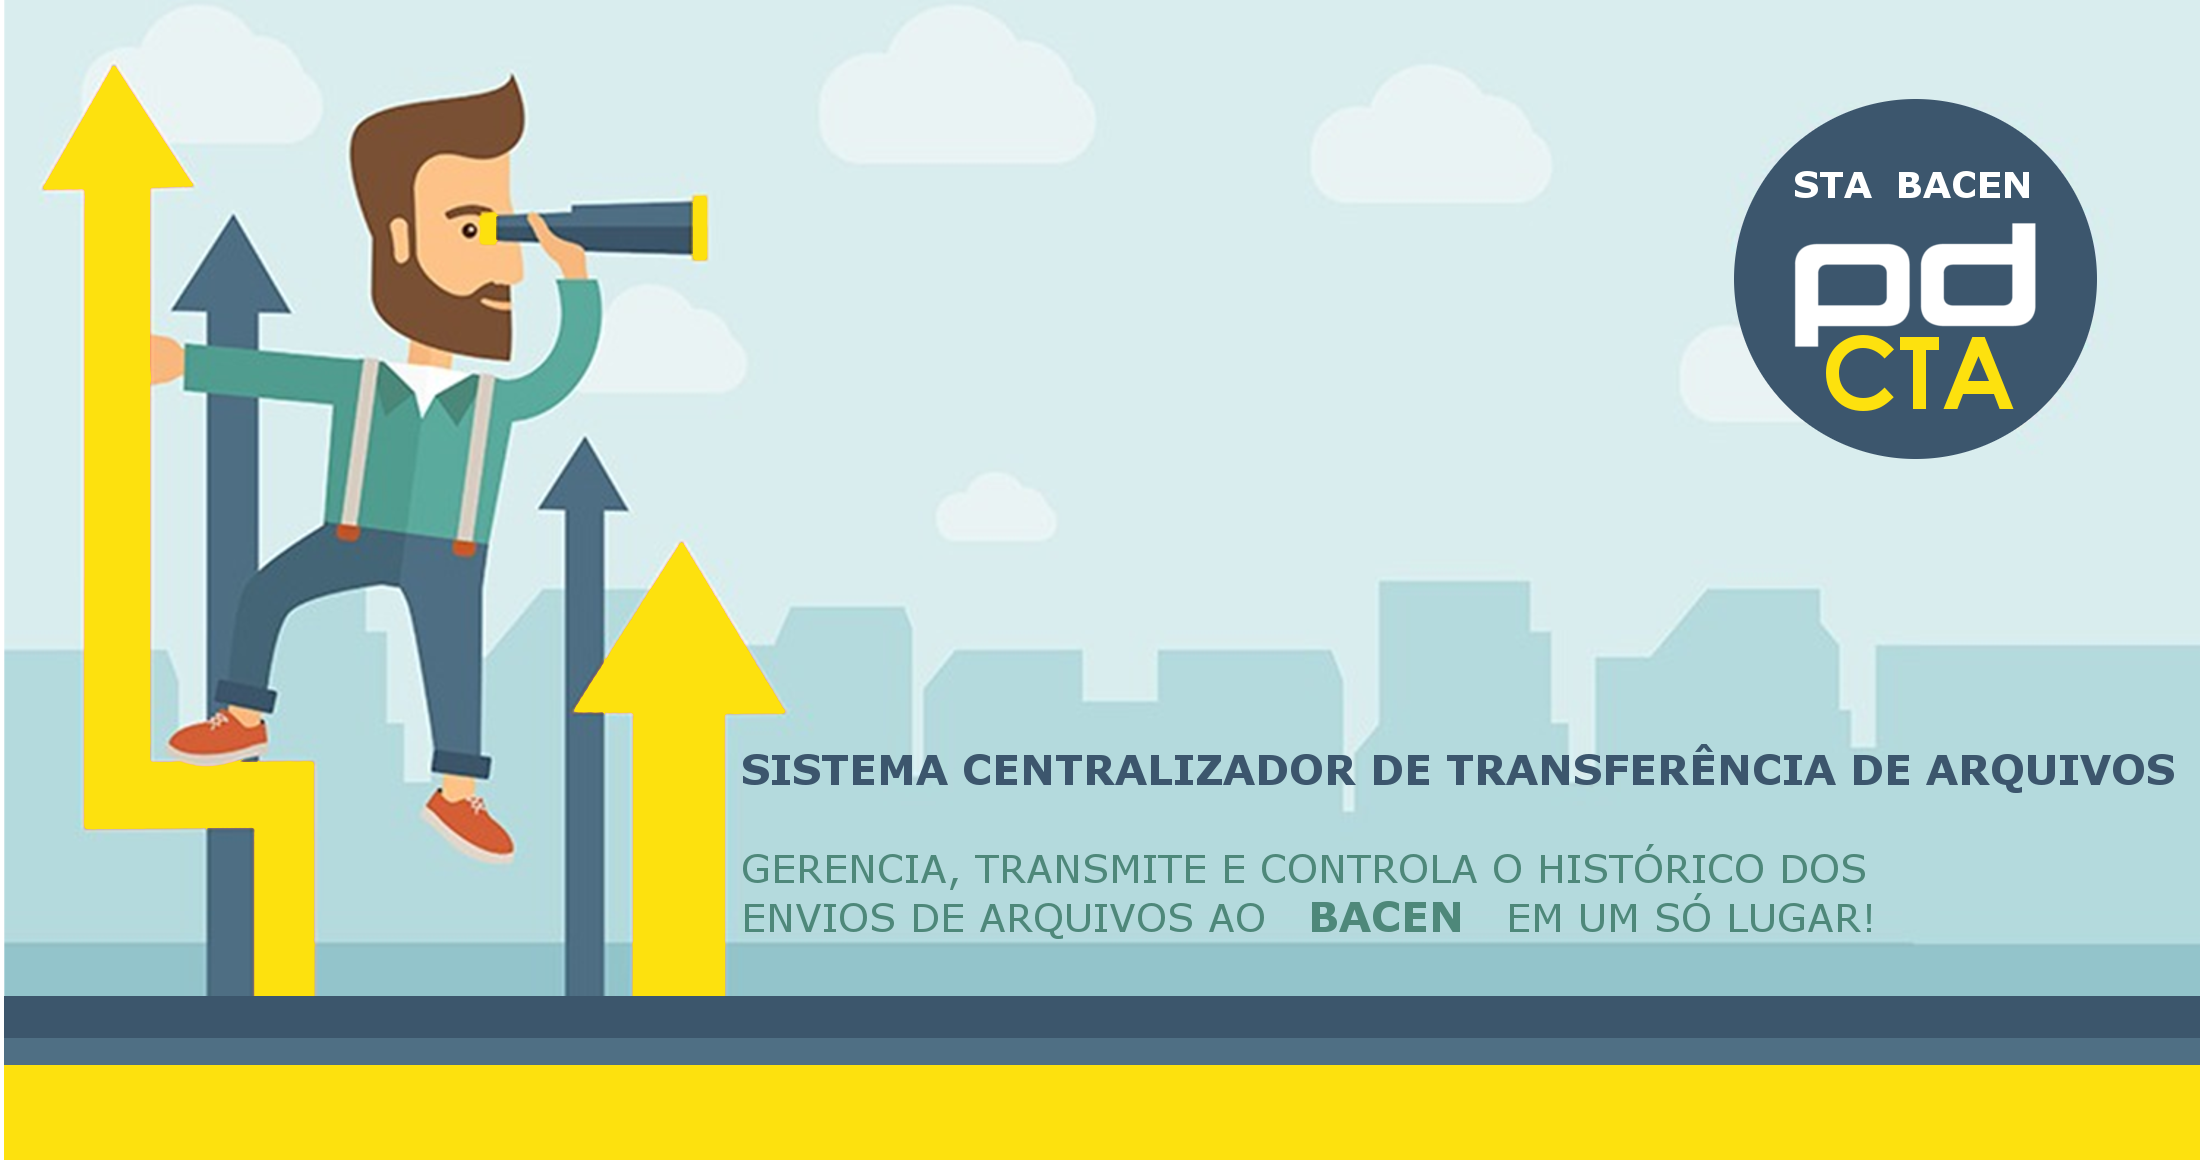 STA BACEN
pd
CTA
SISTEMA CENTRALIZADOR DE TRANSFERÊNCIA DE ARQUIVOS
GERENCIA, TRANSMITE E CONTROLA O HISTÓRICO DOS
ENVIOS DE ARQUIVOS AO BACEN EM UM SÓ LUGAR!